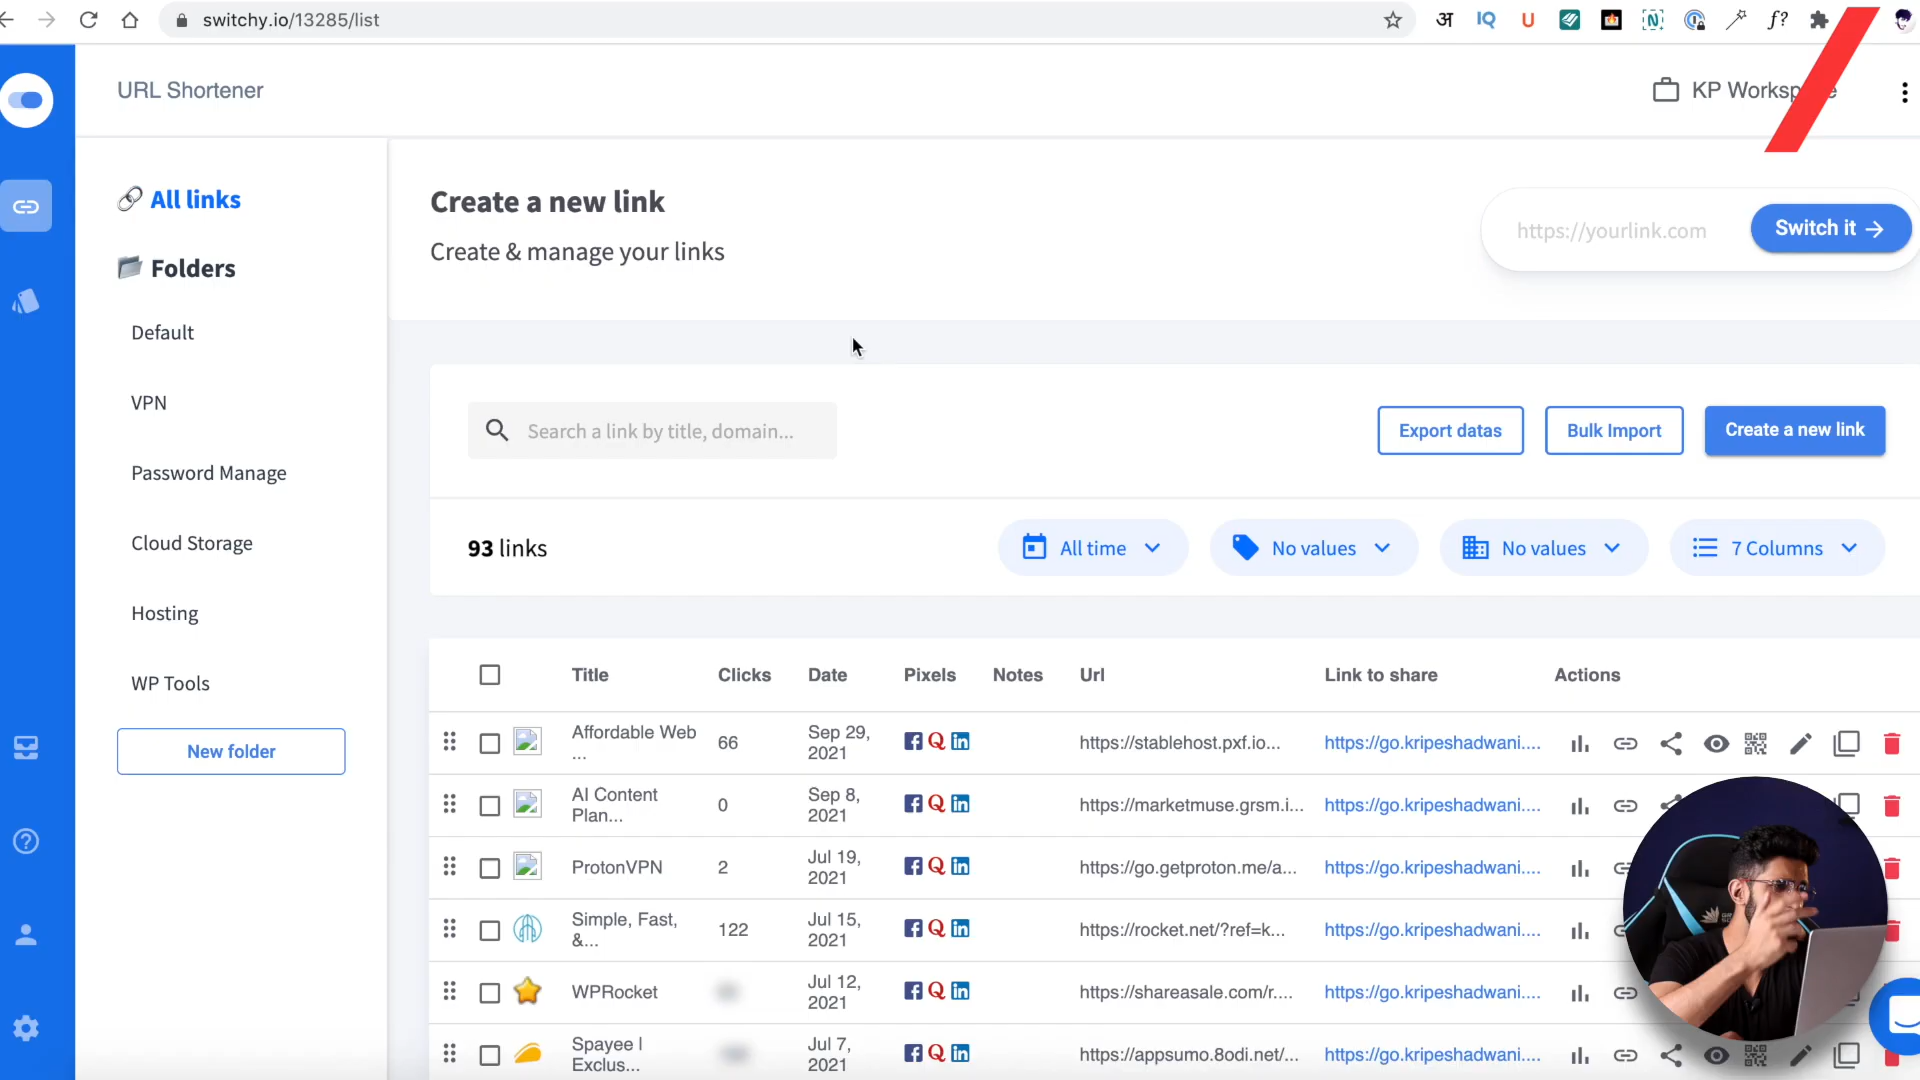 switchy.io/13285/list
अ IQ U N f?
URL Shortener
KP Workspace
All links
Folders
Default
VPN
Password Manage
Cloud Storage
Hosting
WP Tools
New folder
Create a new link
Create & manage your links
https://yourlink.com
Switch it →
Search a link by title, domain...
Export datas
Bulk Import
Create a new link
93 links
All time
No values
No values
7 Columns
Title Clicks Date Pixels Notes Url Link to share Actions
Affordable Web ... 66 Sep 29, 2021 https://stablehost.pxf.io... https://go.kripeshadwani....
AI Content Plan... 0 Sep 8, 2021 https://marketmuse.grsm.i... https://go.kripeshadwani....
ProtonVPN 2 Jul 19, 2021 https://go.getproton.me/a... https://go.kripeshadwani....
Simple, Fast, &... 122 Jul 15, 2021 https://rocket.net/?ref=k... https://go.kripeshadwani....
WPRocket Jul 12, 2021 https://shareasale.com/r.... https://go.kripeshadwani....
Spayee | Exclus... Jul 7, 2021 https://appsumo.8odi.net/... https://go.kripeshadwani....